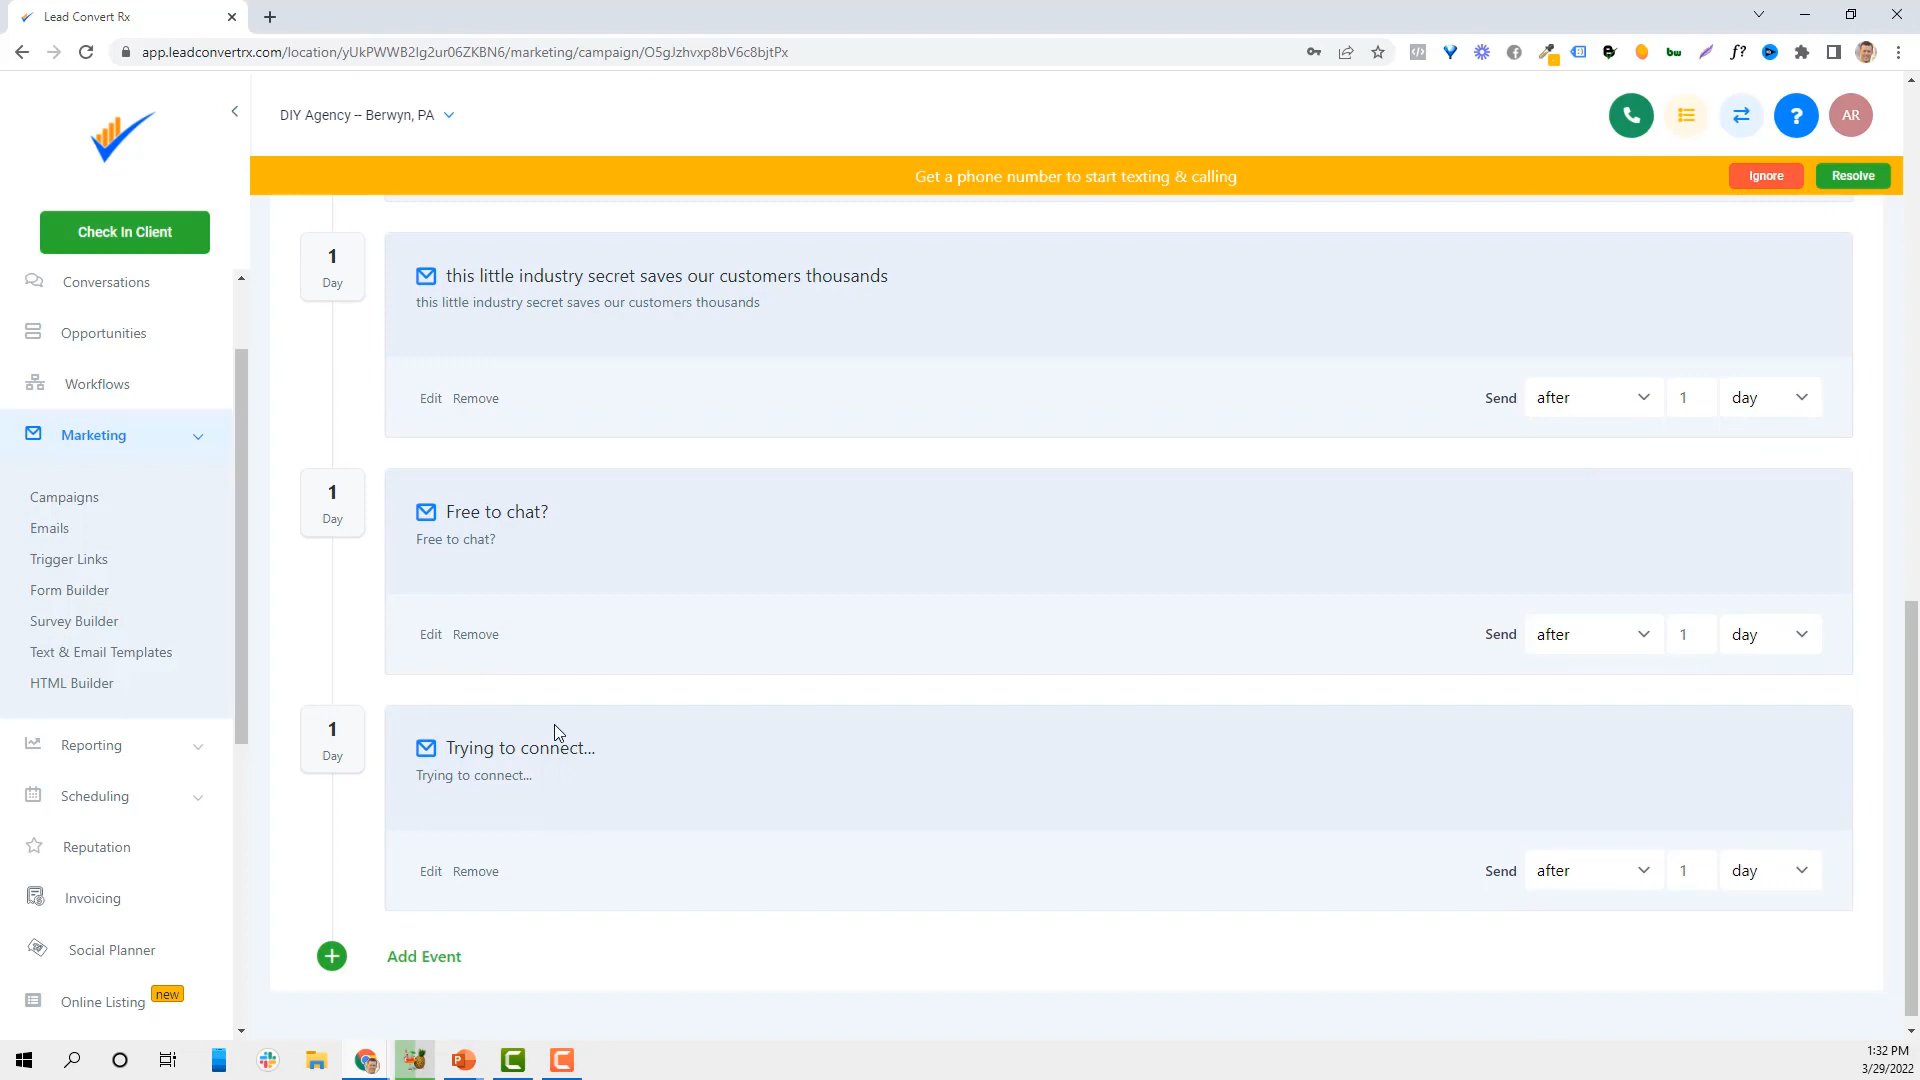 Lead Convert Rx
app.leadconvertrx.com/location/yUkPWWB2Ig2ur06ZKBN6/marketing/campaign/O5gJzhvxp8bV6c8bjtPx
DIY Agency -- Berwyn, PA
AR
Get a phone number to start texting & calling
Ignore
Resolve
Check In Client
Conversations
Opportunities
Workflows
Marketing
Campaigns
Emails
Trigger Links
Form Builder
Survey Builder
Text & Email Templates
HTML Builder
Reporting
Scheduling
Reputation
Invoicing
Social Planner
Online Listing new
1
Day
this little industry secret saves our customers thousands
this little industry secret saves our customers thousands
Edit Remove
Send after 1 day
1
Day
Free to chat?
Free to chat?
Edit Remove
Send after 1 day
1
Day
Trying to connect...
Trying to connect...
Edit Remove
Send after 1 day
Add Event
1:32 PM
3/29/2022